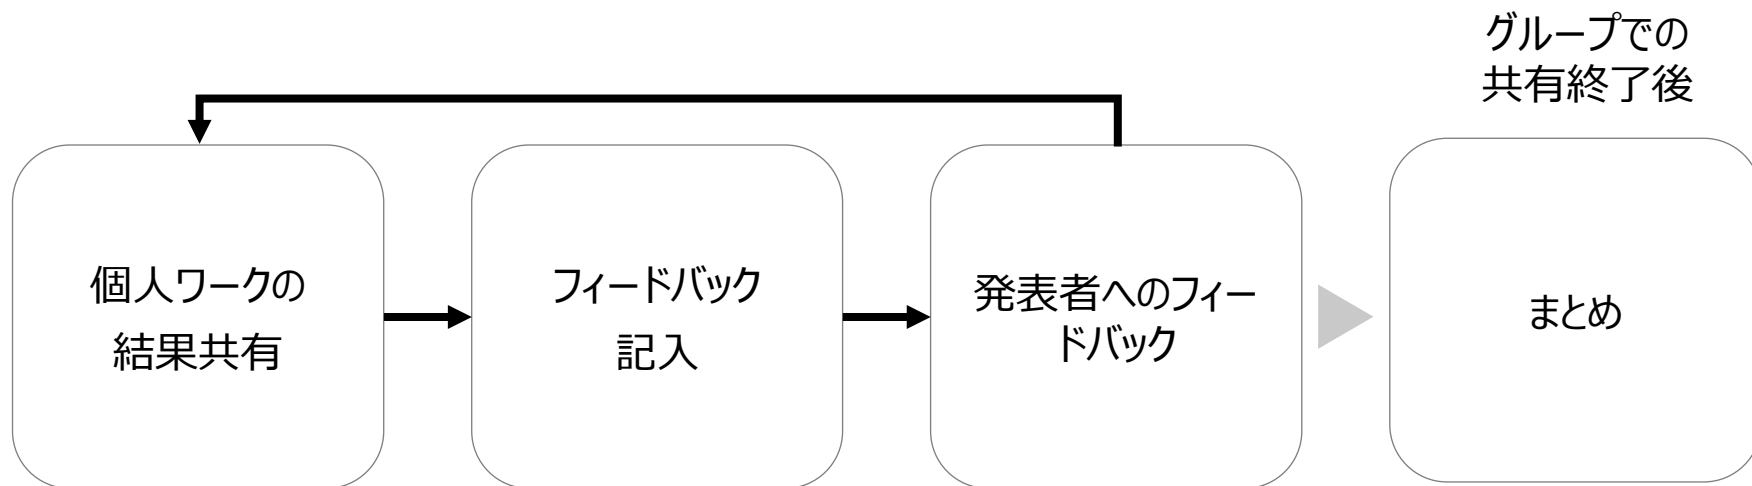 グループでの
共有終了後
個人ワークの
結果共有
フィードバック
記入
発表者へのフィー
ドバック
まとめ